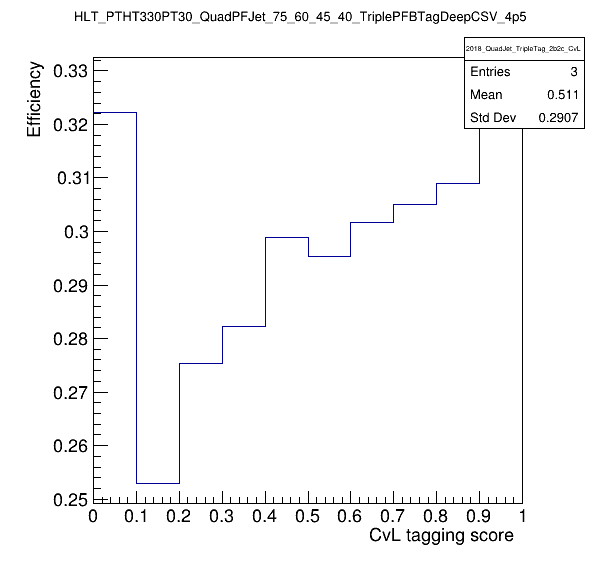 HLT_PTHT330PT30_QuadPFJet_75_60_45_40_TriplePFBTagDeepCSV_4p5
2018_QuadJet_TripleTag_2b2c_CvL
Entries 3
Mean 0.511
Std Dev 0.2907
Efficiency
0.33
0.32
0.31
0.3
0.29
0.28
0.27
0.26
0.25
0 0.1 0.2 0.3 0.4 0.5 0.6 0.7 0.8 0.9 1
CvL tagging score